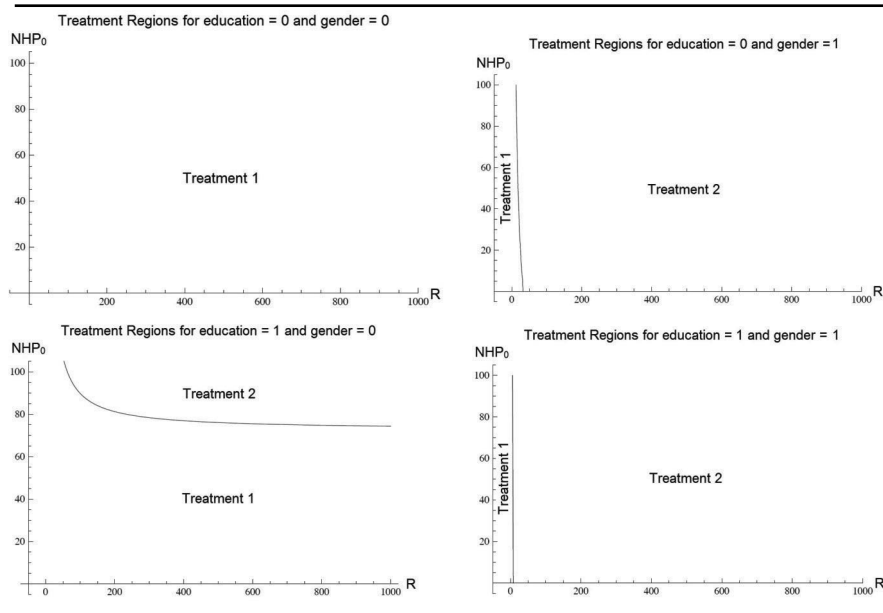 Treatment Regions for education = 0 and gender = 0
NHP₀
100
80
60
40
20
Treatment 1
200
400
600
800
1000
R
Treatment Regions for education = 0 and gender = 1
NHP₀
100
80
60
40
20
Treatment 1
Treatment 2
0
200
400
600
800
1000
R
Treatment Regions for education = 1 and gender = 0
NHP₀
100
80
60
40
20
Treatment 2
Treatment 1
0
200
400
600
800
1000
R
Treatment Regions for education = 1 and gender = 1
NHP₀
100
80
60
40
20
Treatment 1
Treatment 2
0
200
400
600
800
1000
R